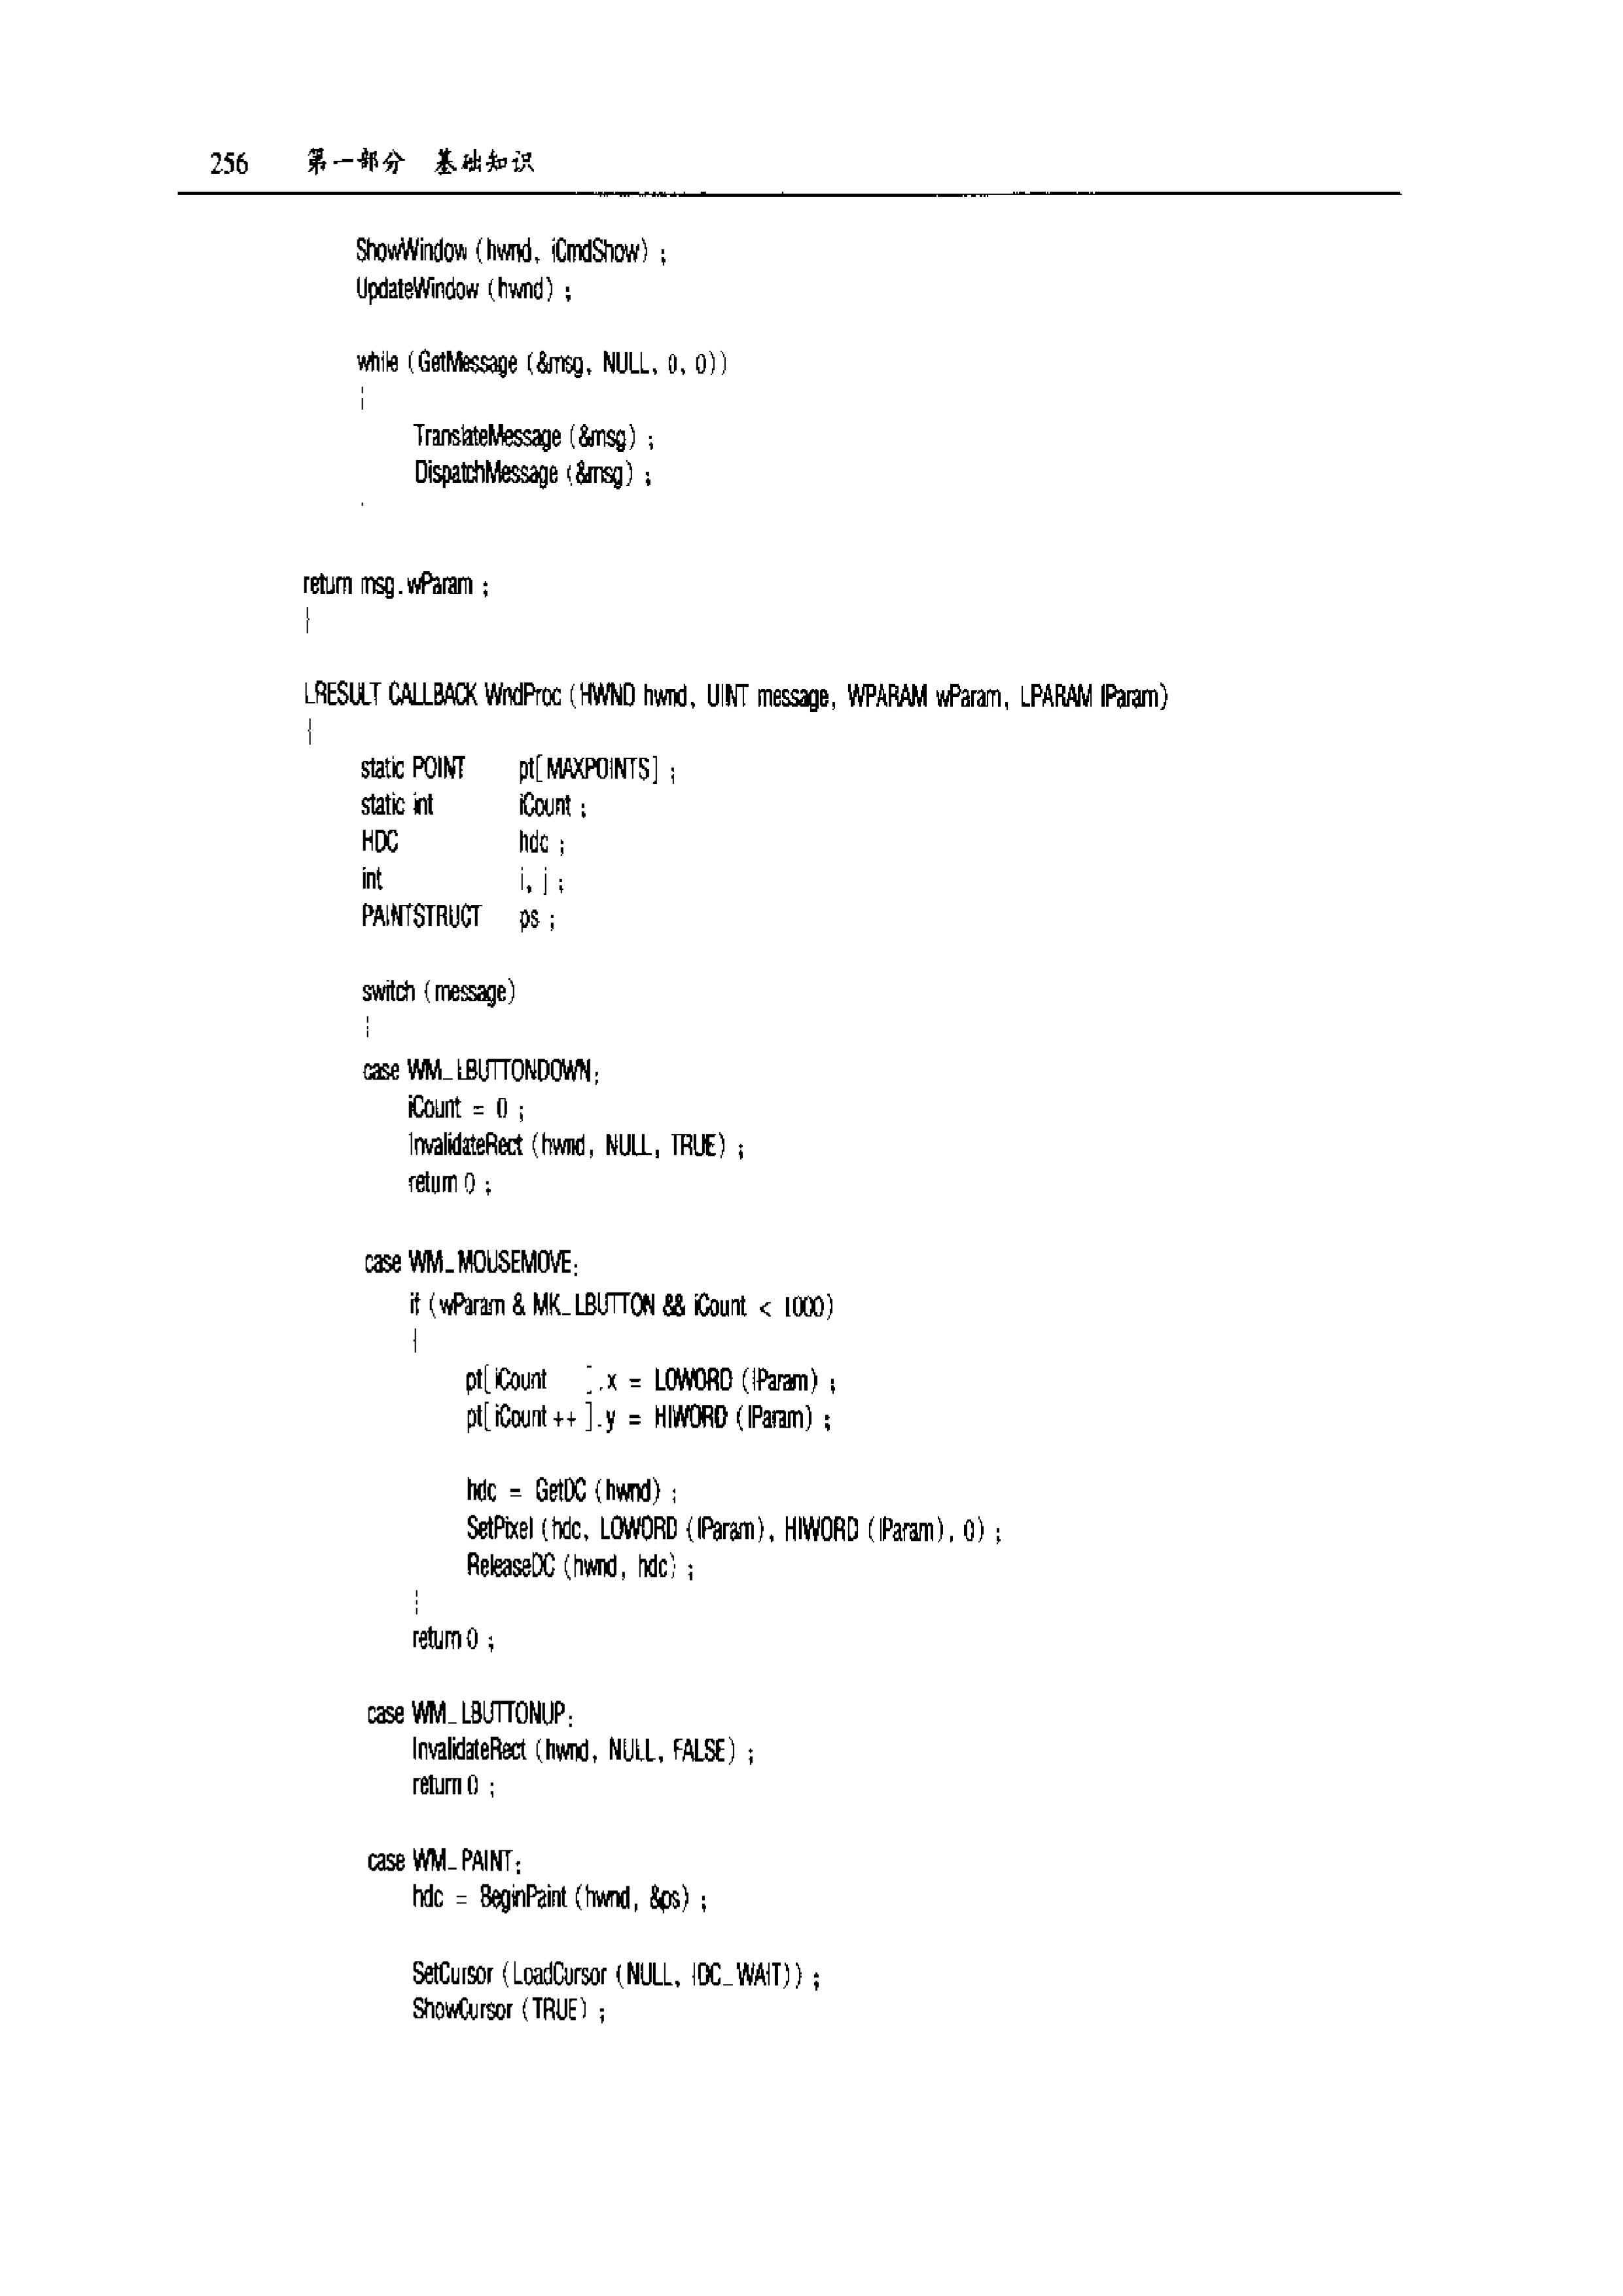 256 第一部分 基础知识
ShowWindow (hwnd, iCmdShow) ;
UpdateWindow (hwnd) ;
while (GetMessage (&msg, NULL, 0, 0))
{
TranslateMessage (&msg) ;
DispatchMessage (&msg) ;
return msg.wParam ;
}
LRESULT CALLBACK WndProc (HWND hwnd, UINT message, WPARAM wParam, LPARAM lParam)
{
static POINT pt[MAXPOINTS] ;
static int iCount ;
HDC hdc ;
int i, j ;
PAINTSTRUCT ps ;
switch (message)
{
case WM_LBUTTONDOWN:
iCount = 0 ;
InvalidateRect (hwnd, NULL, TRUE) ;
return 0 ;
case WM_MOUSEMOVE:
if (wParam & MK_LBUTTON && iCount < 1000)
{
pt[iCount ].x = LOWORD (lParam) ;
pt[iCount++ ].y = HIWORD (lParam) ;
hdc = GetDC (hwnd) ;
SetPixel (hdc, LOWORD (lParam), HIWORD (lParam), 0) ;
ReleaseDC (hwnd, hdc) ;
}
return 0 ;
case WM_LBUTTONUP:
InvalidateRect (hwnd, NULL, FALSE) ;
return 0 ;
case WM_PAINT:
hdc = BeginPaint (hwnd, &ps) ;
SetCursor (LoadCursor (NULL, IDC_WAIT)) ;
ShowCursor (TRUE) ;